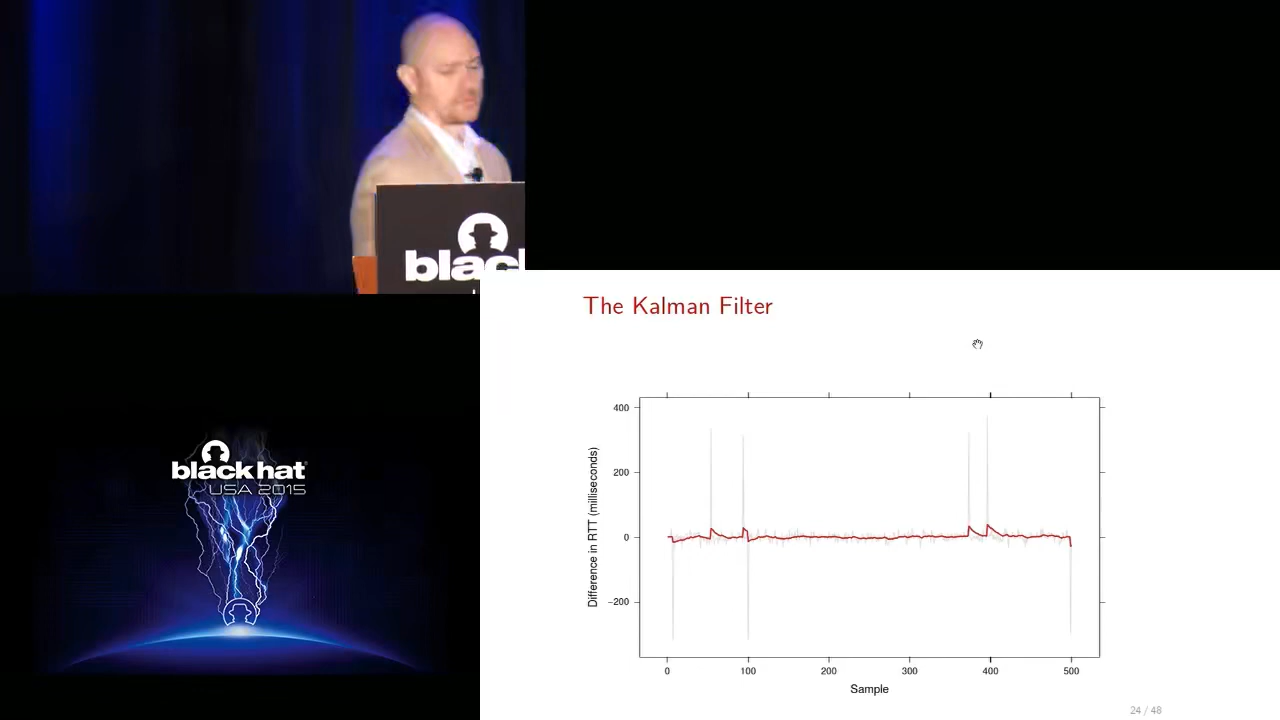 blac
The Kalman Filter
400
200
0
−200
Difference in RTT (milliseconds)
0
100
200
300
400
500
Sample
24 / 48
black hat
USA 2015